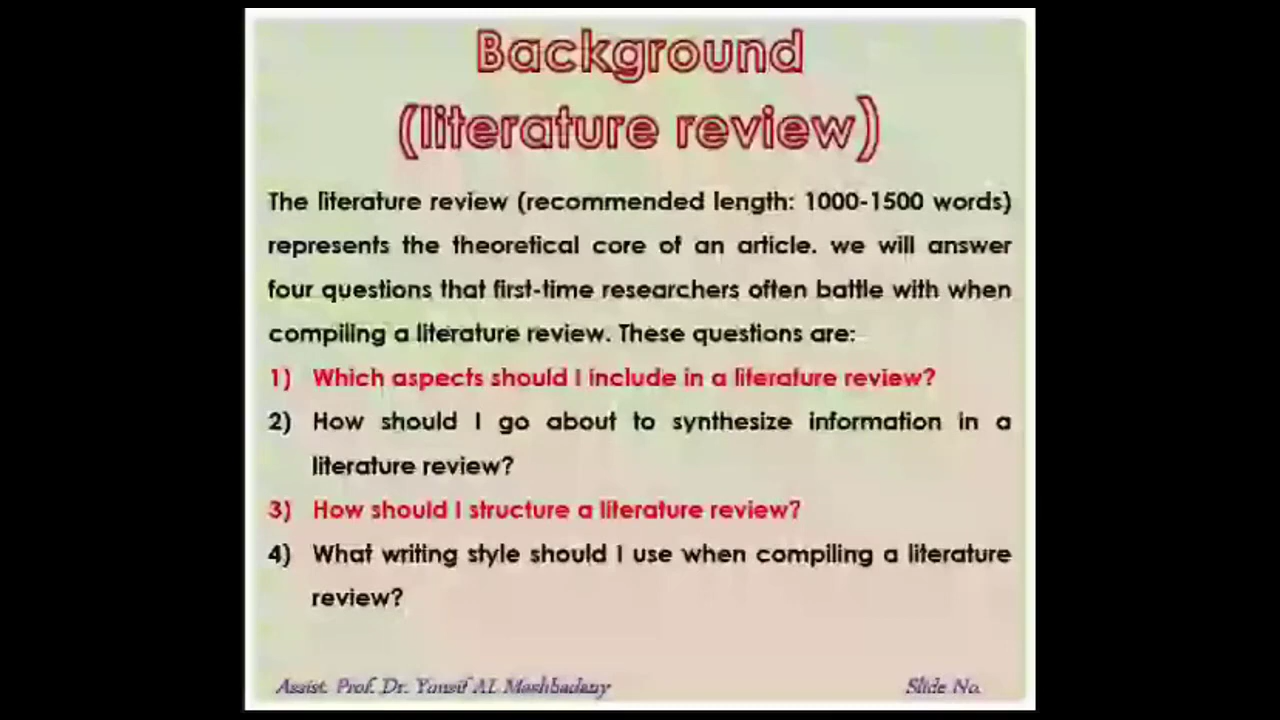 Background
(literature review)
The literature review (recommended length: 1000-1500 words)
represents the theoretical core of an article. we will answer
four questions that first-time researchers often battle with when
compiling a literature review. These questions are:
1) Which aspects should I include in a literature review?
2) How should I go about to synthesize information in a
literature review?
3) How should I structure a literature review?
4) What writing style should I use when compiling a literature
review?
Assist. Prof. Dr. Yousif AL Mashhadany
Slide No.